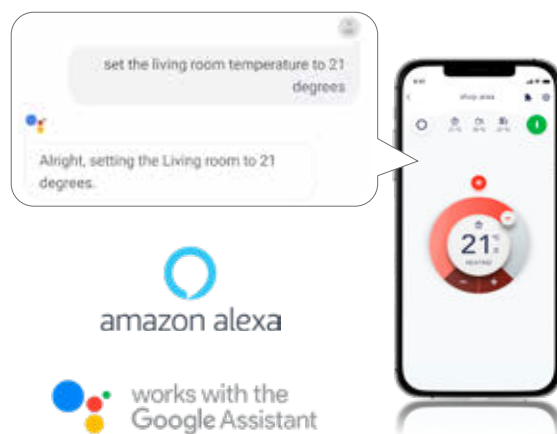 set the living room temperature to 21
degrees
Alright, setting the Living room to 21
degrees.
amazon alexa
works with the
Google Assistant
21
HEATING